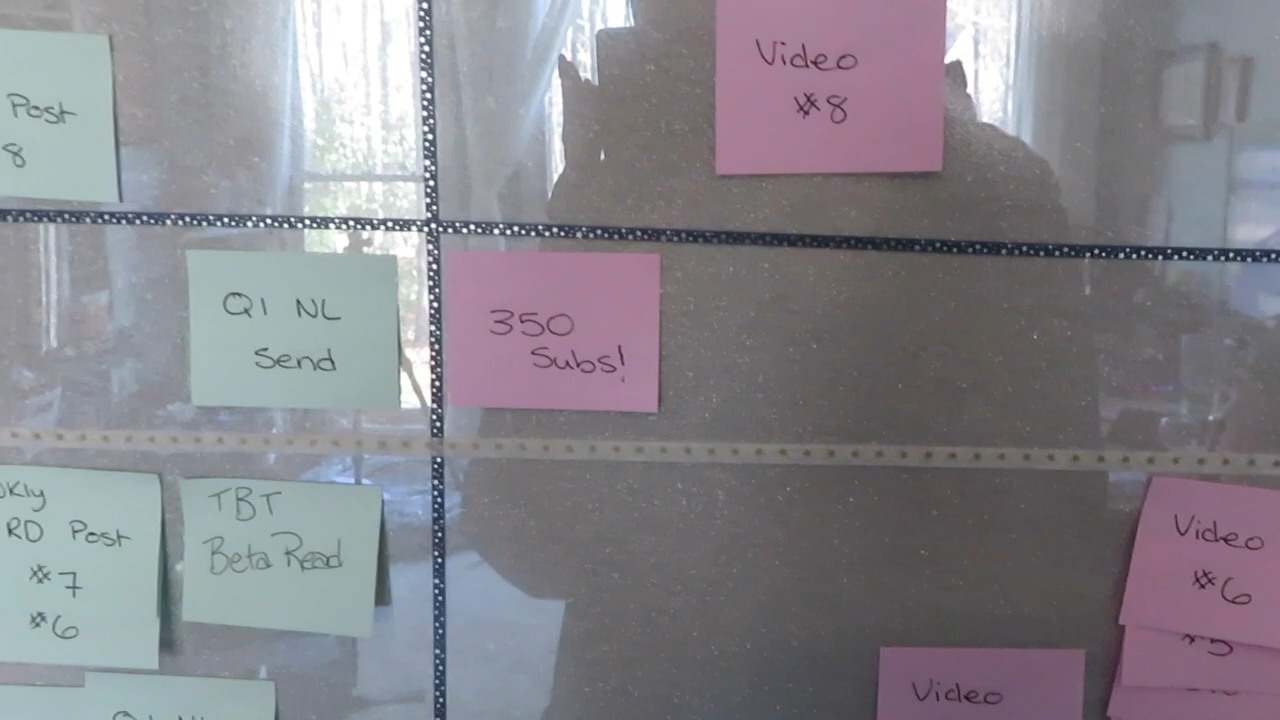 Post
8
Video
#8
Q1 NL
Send
350
Subs!
RD Post
#7
#6
TBT
Beta Read
Video
#6
#5
Video